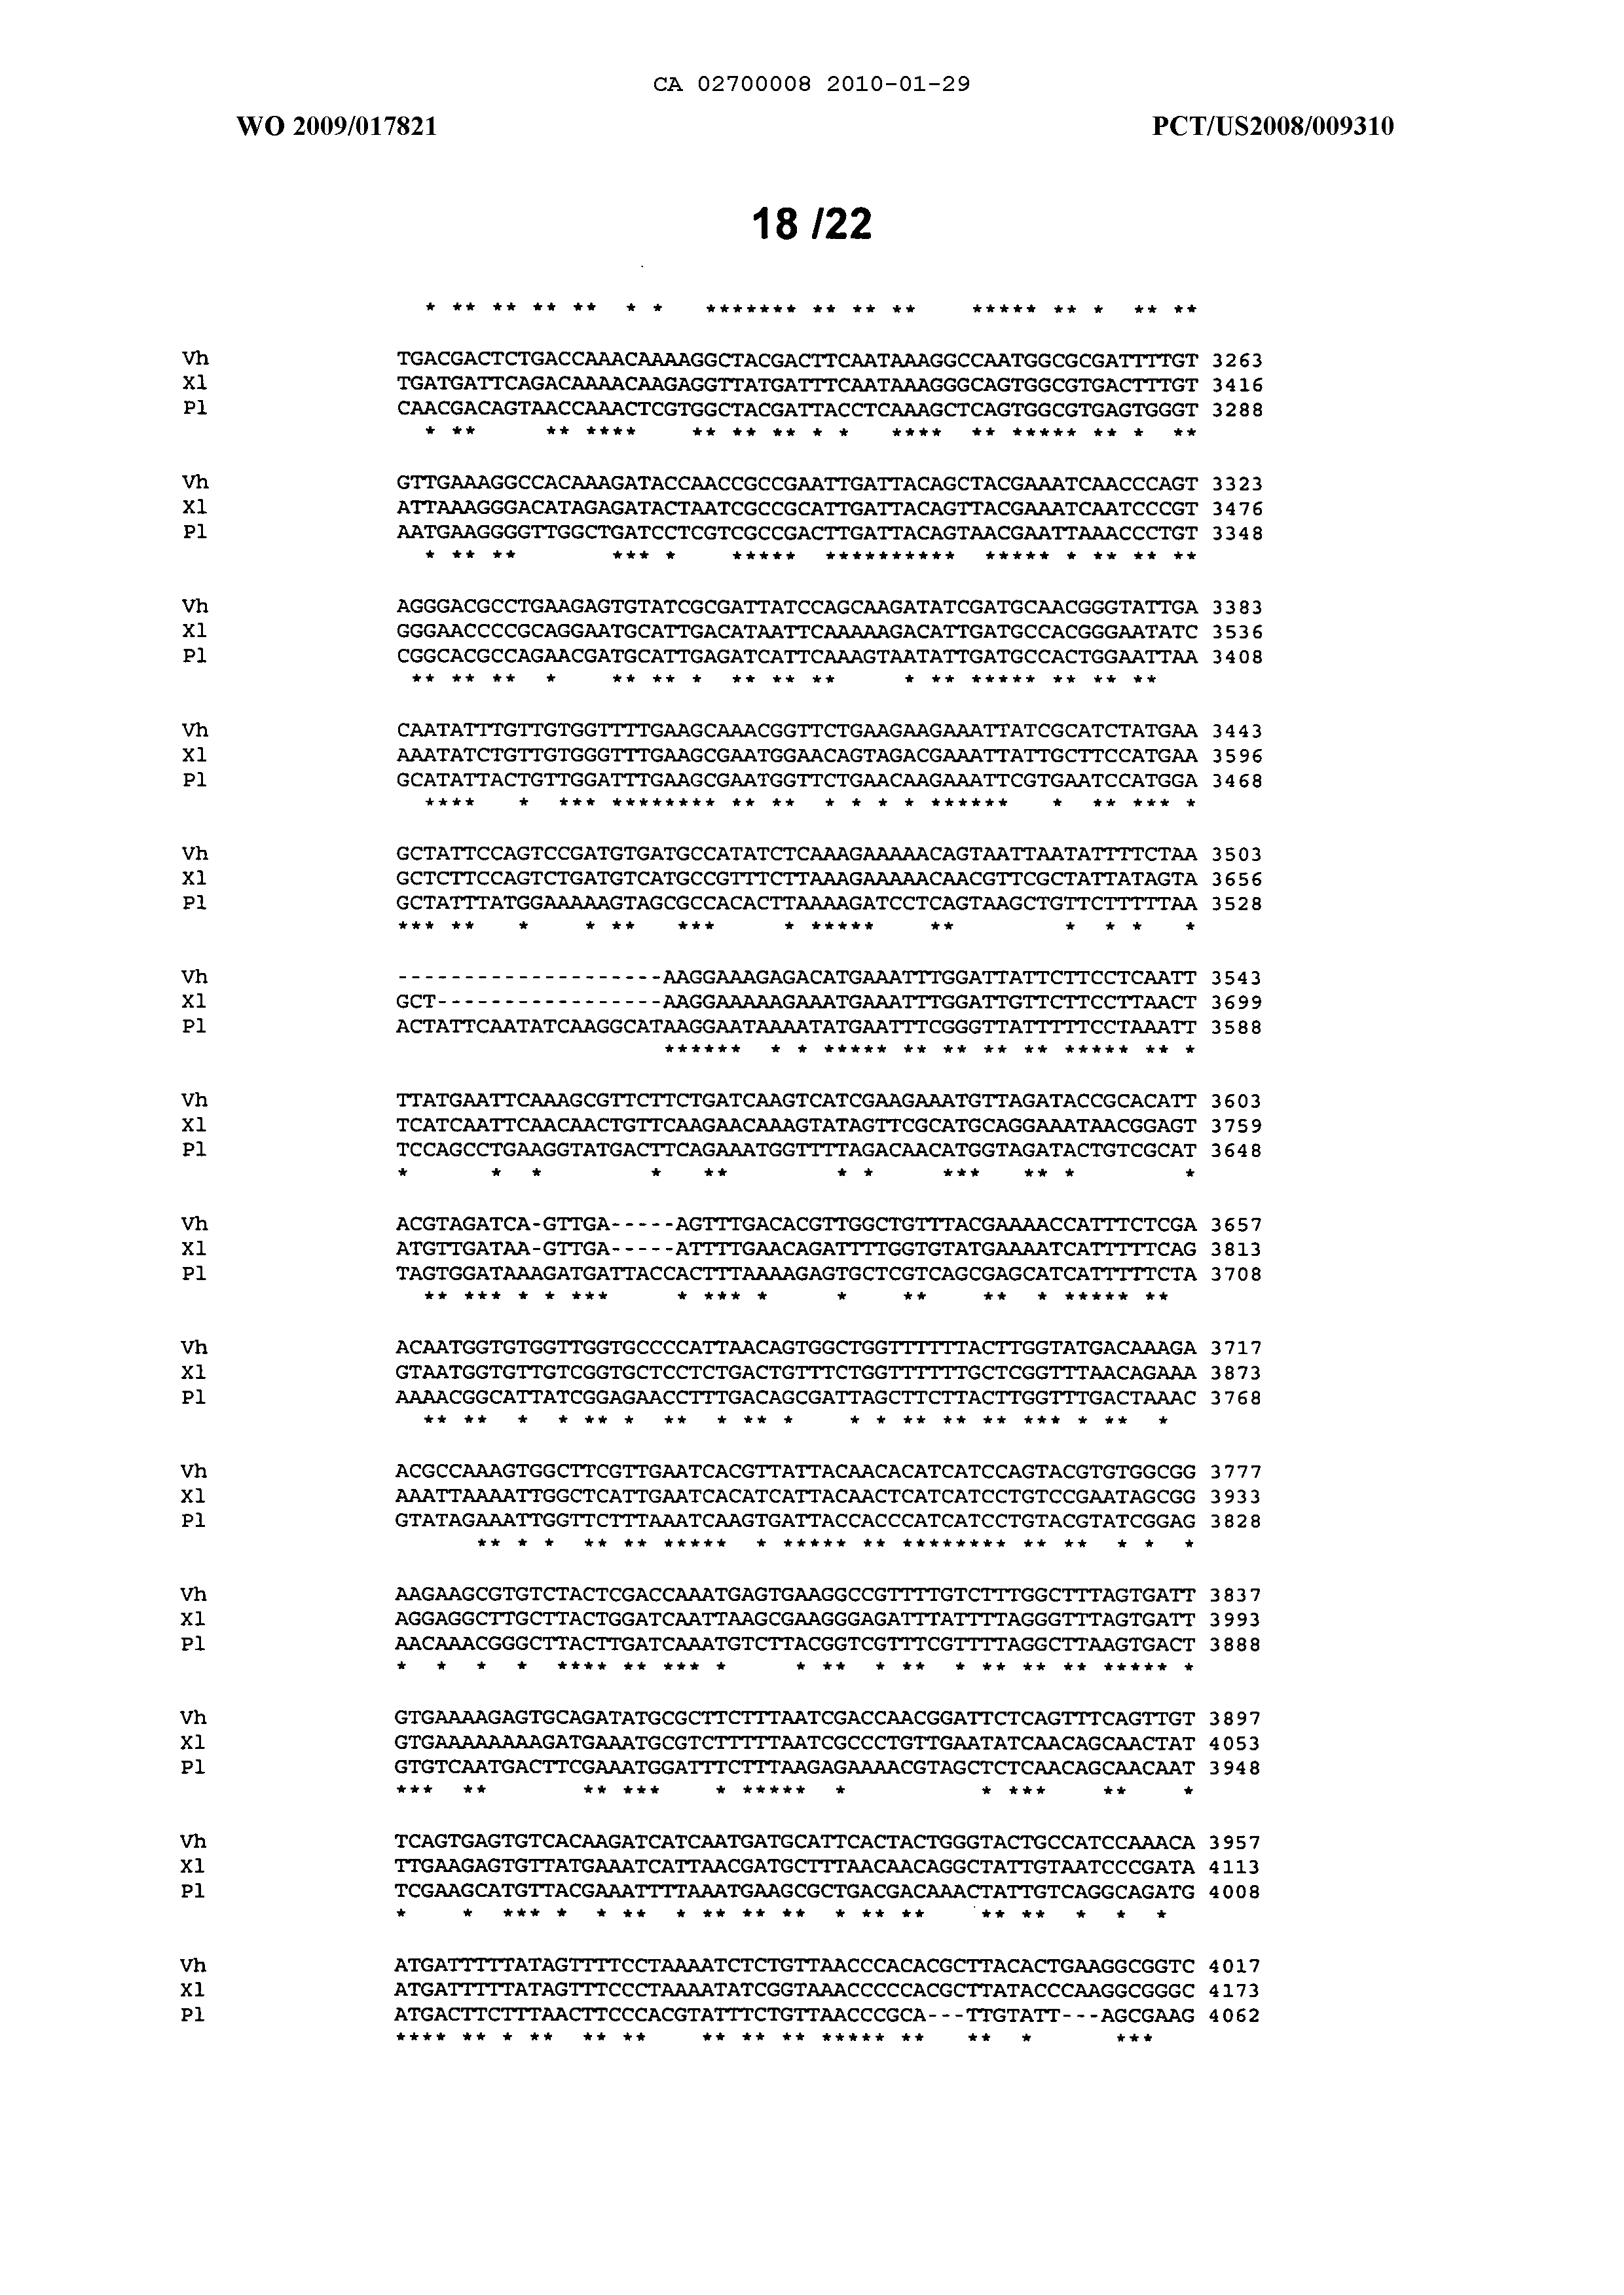 CA 02700008 2010-01-29
WO 2009/017821 PCT/US2008/009310
18 /22
* ** ** ** ** * * ******* ** ** ** ***** ** * ** **
Vh TGACGACTCTGACCAAACAAAAGGCTACGACTTCAATAAAGGCCAATGGCGCGATTTTGT 3263
Xl TGATGATTCAGACAAAACAAGAGGTTATGATTTCAATAAAGGGCAGTGGCGTGACTTTGT 3416
Pl CAACGACAGTAACCAAACTCGTGGCTACGATTACCTCAAAGCTCAGTGGCGTGAGTGGGT 3288
* ** ** **** ** ** ** * * **** ** ***** ** * **
Vh GTTGAAAGGCCACAAAGATACCAACCGCCGAATTGATTACAGCTACGAAATCAACCCAGT 3323
Xl ATTAAAGGGACATAGAGATACTAATCGCCGCATTGATTACAGTTACGAAATCAATCCCGT 3476
Pl AATGAAGGGGTTGGCTGATCCTCGTCGCCGACTTGATTACAGTAACGAATTAAACCCTGT 3348
* ** ** *** * ***** ********** ***** * ** ** **
Vh AGGGACGCCTGAAGAGTGTATCGCGATTATCCAGCAAGATATCGATGCAACGGGTATTGA 3383
Xl GGGAACCCCGCAGGAATGCATTGACATAATTCAAAAAGACATTGATGCCACGGGAATATC 3536
Pl CGGCACGCCAGAACGATGCATTGAGATCATTCAAAGTAATATTGATGCCACTGGAATTAA 3408
** ** ** * ** ** * ** ** ** * ** ***** ** ** **
Vh CAATATTTGTTGTGGTTTTGAAGCAAACGGTTCTGAAGAAGAAATTATCGCATCTATGAA 3443
Xl AAATATCTGTTGTGGGTTTGAAGCGAATGGAACAGTAGACGAAATTATTGCTTCCATGAA 3596
Pl GCATATTACTGTTGGATTTGAAGCGAATGGTTCTGAACAAGAAATTCGTGAATCCATGGA 3468
**** * *** ******** ** ** * * * * ****** * ** *** *
Vh GCTATTCCAGTCCGATGTGATGCCATATCTCAAAGAAAAACAGTAATTAATATTTTCTAA 3503
Xl GCTCTTCCAGTCTGATGTCATGCCGTTTCTTAAAGAAAAACAACGTTCGCTATTATAGTA 3656
Pl GCTATTTATGGAAAAAGTAGCGCCACACTTAAAAGATCCTCAGTAAGCTGTTCTTTTTAA 3528
*** ** * * ** *** * ***** ** * * * *
Vh --------------------AAGGAAAGAGACATGAAATTTGGATTATTCTTCCTCAATT 3543
Xl GCT-----------------AAGGAAAAAGAAATGAAATTTGGATTGTTCTTCCTTAACT 3699
Pl ACTATTCAATATCAAGGCATAAGGAATAAAATATGAATTTCGGGTTATTTTTCCTAAATT 3588
****** * * ***** ** ** ** ** ***** ** *
Vh TTATGAATTCAAAGCGTTCTTCTGATCAAGTCATCGAAGAAATGTTAGATACCGCACATT 3603
Xl TCATCAATTCAACAACTGTTCAAGAACAAAGTATAGTTCGCATGCAGGAAATAACGGAGT 3759
Pl TCCAGCCTGAAGGTATGACTTCAGAAATGGTTTTAGACAACATGGTAGATACTGTCGCAT 3648
* * * * ** * * *** ** * *
Vh ACGTAGATCA-GTTGA-----AGTTTGACACGTTGGCTGTTTACGAAAACCATTTCTCGA 3657
Xl ATGTTGATAA-GTTGA-----ATTTTGAACAGATTTTGGTGTATGAAAATCATTTTTCAG 3813
Pl TAGTGGATAAAGATGATTACCACTTTAAAAGAGTGCTCGTCAGCGAGCATCATTTTTCTA 3708
** *** * * *** * *** * * ** ** * ***** **
Vh ACAATGGTGTGGTTGGTGCCCCATTAACAGTGGCTGGTTTTTTACTTGGTATGACAAAGA 3717
Xl GTAATGGTGTTGTCGGTGCTCCTCTGACTGTTTCTGGTTTTTTGCTCGGTTTAACAGAAA 3873
Pl AAAACGGCATTATCGGAGAACCTTTGACAGCGATTAGCTTCTTACTTGGTTTGACTAAAC 3768
** ** * * ** * ** * ** * * * ** ** ** *** * ** *
Vh ACGCCAAAGTGGCTTCGTTGAATCACGTTATTACAACACATCATCCAGTACGTGTGGCGG 3777
Xl AAATTAAAATTGGCTCATTGAATCACATCATTACAACTCATCATCCTGTCCGAATAGCGG 3933
Pl GTATAGAAATTGGTTCTTTAAATCAAGTGATTACCACCCATCATCCTGTACGTATCGGAG 3828
** * * ** ** ***** * ***** ** ******** ** ** * * *
Vh AAGAAGCGTGTCTACTCGACCAAATGAGTGAAGGCCGTTTTGTCTTTGGCTTTAGTGATT 3837
Xl AGGAGGCTTGCTTACTGGATCAATTAAGCGAAGGGAGATTTATTTTAGGGTTTAGTGATT 3993
Pl AACAAACGGGCTTACTTGATCAAATGTCTTACGGTCGTTTCGTTTTAGGCTTAAGTGACT 3888
* * * * **** ** *** * * ** * ** * ** ** ** ***** *
Vh GTGAAAAGAGTGCAGATATGCGCTTCTTTAATCGACCAACGGATTCTCAGTTTCAGTTGT 3897
Xl GTGAAAAAAAAGATGAAATGCGTCTTTTTAATCGCCCTGTTGAATATCAACAGCAACTAT 4053
Pl GTGTCAATGACTTCGAAATGGATTTCTTTAAGAGAAAACGTAGCTCTCAACAGCAACAAT 3948
*** ** ** *** * ***** * * *** ** *
Vh TCAGTGAGTGTCACAAGATCATCAATGATGCATTCACTACTGGGTACTGCCATCCAAACA 3957
Xl TTGAAGAGTGTTATGAAATCATTAACGATGCTTTAACAACAGGCTATTGTAATCCCGATA 4113
Pl TCGAAGCATGTTACGAAATTTTAAATGAAGCGCTGACGACAAACTATTGTCAGGCAGATG 4008
* * *** * * ** * ** ** ** * ** ** ** ** * * *
Vh ATGATTTTTATAGTTTTCCTAAAATCTCTGTTAACCCACACGCTTACACTGAAGGCGGTC 4017
Xl ATGATTTTTATAGTTTCCCTAAAATATCGGTAAACCCCCACGCTTATACCCAAGGCGGGC 4173
Pl ATGACTTCTTTAACTTCCCACGTATTTCTGTTAACCCGCA---TTGTATT---AGCGAAG 4062
**** ** * ** ** ** ** ** ** ***** ** ** * ***